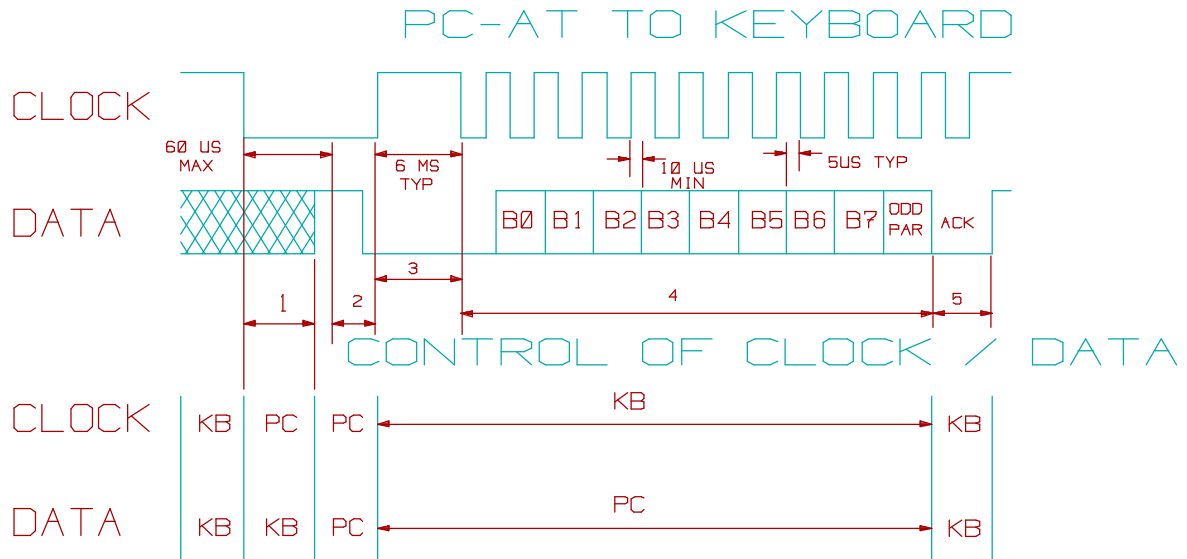 PC-AT TO KEYBOARD
CLOCK
60 US
MAX
6 MS
TYP
10 US
MIN
5US TYP
DATA
B0 B1 B2 B3 B4 B5 B6 B7 ODD PAR ACK
3
1 2 4 5
CONTROL OF CLOCK / DATA
CLOCK KB PC PC KB KB
DATA KB KB PC PC KB